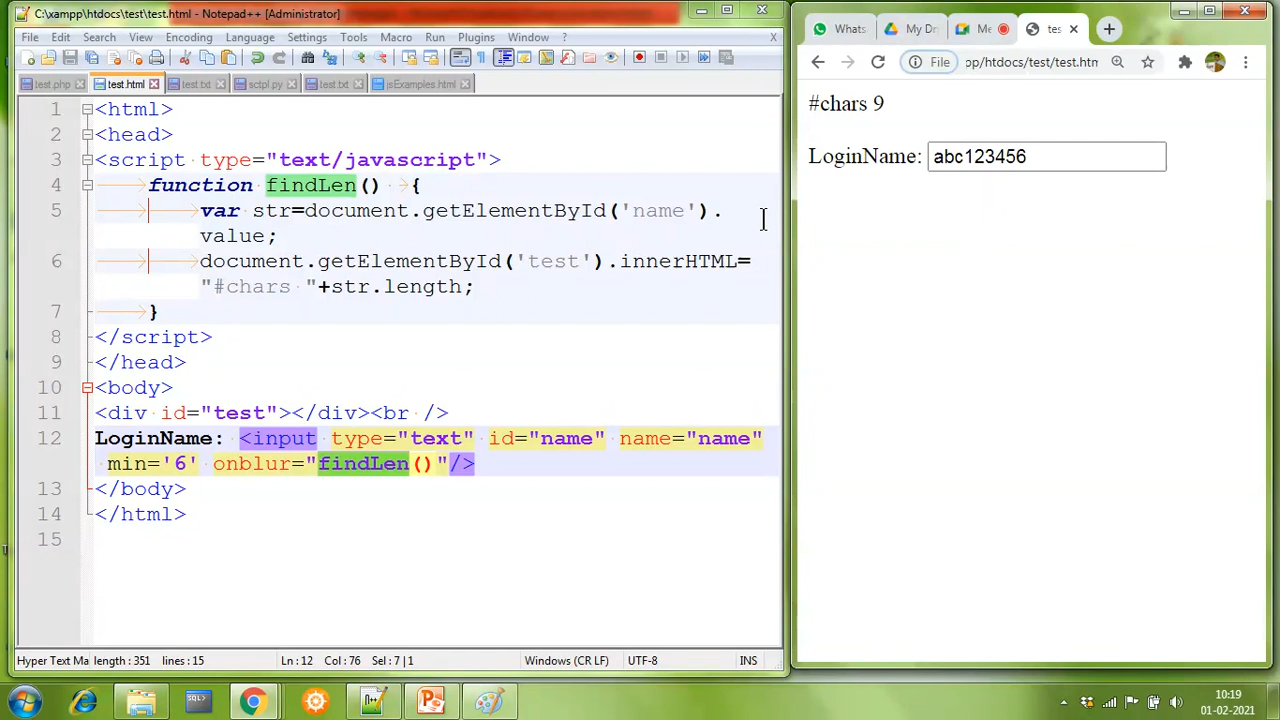 C:\xampp\htdocs\test\test.html - Notepad++ [Administrator]
File Edit Search View Encoding Language Settings Tools Macro Run Plugins Window ? X
test.php test.html test.txt sctpl.py test.txt jsExamples.html
1 <html>
2 <head>
3 <script type="text/javascript">
4 function findLen() {
5 var str=document.getElementById('name').
value;
6 document.getElementById('test').innerHTML=
"#chars "+str.length;
7 }
8 </script>
9 </head>
10 <body>
11 <div id="test"></div><br />
12 LoginName: <input type="text" id="name" name="name"
min='6' onblur="findLen()"/>
13 </body>
14 </html>
15
Hyper Text Ma length : 351 lines : 15 Ln : 12 Col : 76 Sel : 7 | 1 Windows (CR LF) UTF-8 INS
Whats My Dr Me tes
File pp/htdocs/test/test.htm
#chars 9
LoginName: abc123456
10:19
01-02-2021